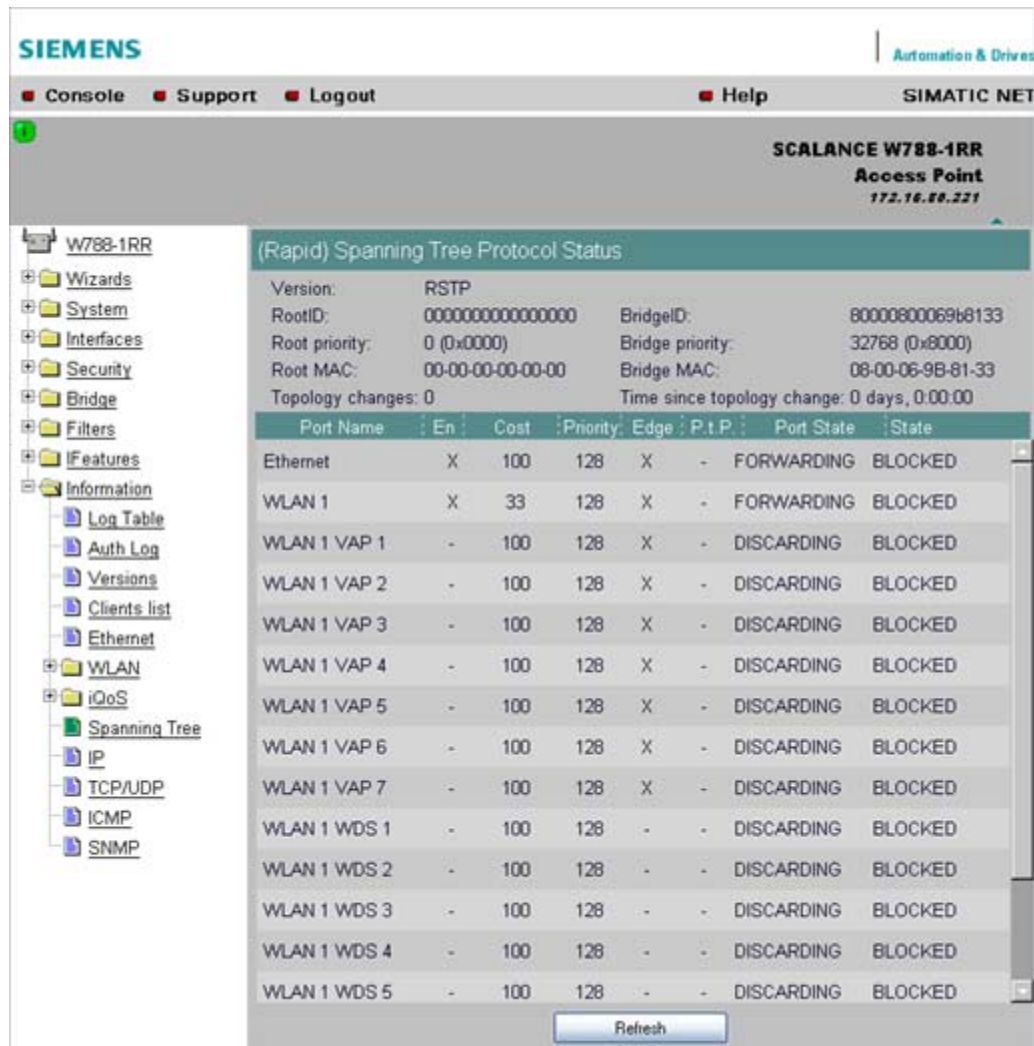 SIEMENS
Automation & Drives
Console Support Logout Help SIMATIC NET
SCALANCE W788-1RR
Access Point
172.16.80.221
W788-1RR
Wizards
System
Interfaces
Security
Bridge
Filters
IFeatures
Information
Log Table
Auth Log
Versions
Clients list
Ethernet
WLAN
iQoS
Spanning Tree
IP
TCP/UDP
ICMP
SNMP
(Rapid) Spanning Tree Protocol Status
Version: RSTP
RootID: 0000000000000000 BridgeID: 80000800069b8133
Root priority: 0 (0x0000) Bridge priority: 32768 (0x8000)
Root MAC: 00-00-00-00-00-00 Bridge MAC: 08-00-06-9B-81-33
Topology changes: 0 Time since topology change: 0 days, 0:00:00
Port Name En Cost Priority Edge P.t.P. Port State State
Ethernet X 100 128 X - FORWARDING BLOCKED
WLAN 1 X 33 128 X - FORWARDING BLOCKED
WLAN 1 VAP 1 - 100 128 X - DISCARDING BLOCKED
WLAN 1 VAP 2 - 100 128 X - DISCARDING BLOCKED
WLAN 1 VAP 3 - 100 128 X - DISCARDING BLOCKED
WLAN 1 VAP 4 - 100 128 X - DISCARDING BLOCKED
WLAN 1 VAP 5 - 100 128 X - DISCARDING BLOCKED
WLAN 1 VAP 6 - 100 128 X - DISCARDING BLOCKED
WLAN 1 VAP 7 - 100 128 X - DISCARDING BLOCKED
WLAN 1 WDS 1 - 100 128 - - DISCARDING BLOCKED
WLAN 1 WDS 2 - 100 128 - - DISCARDING BLOCKED
WLAN 1 WDS 3 - 100 128 - - DISCARDING BLOCKED
WLAN 1 WDS 4 - 100 128 - - DISCARDING BLOCKED
WLAN 1 WDS 5 - 100 128 - - DISCARDING BLOCKED
Refresh